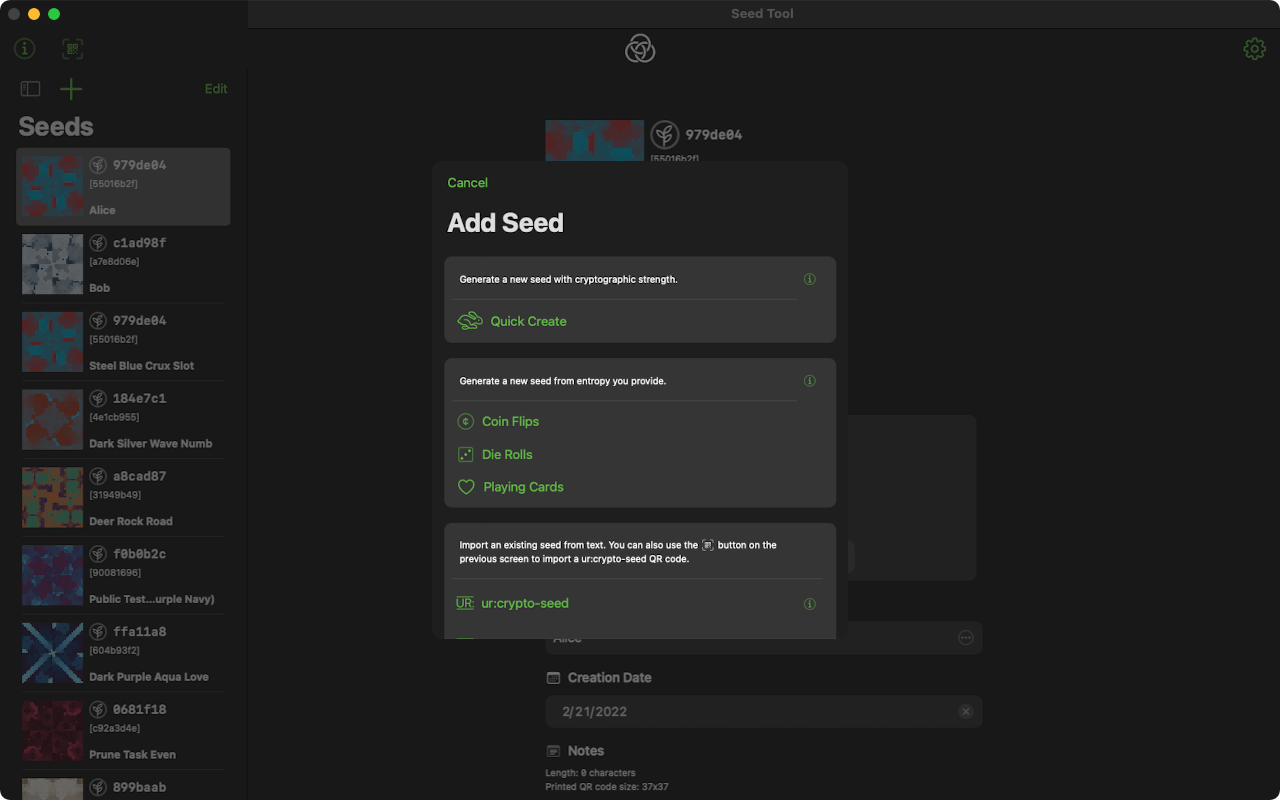 Seed Tool
Edit
Seeds
979de04
[55016b2f]
Alice
c1ad98f
[a7e8d06e]
Bob
979de04
[55016b2f]
Steel Blue Crux Slot
184e7c1
[4e1cb955]
Dark Silver Wave Numb
a8cad87
[31949b49]
Deer Rock Road
f0b0b2c
[90081696]
Public Test...urple Navy)
ffa11a8
[604b93f2]
Dark Purple Aqua Love
0681f18
[c92a3d4e]
Prune Task Even
899baab
979de04
[55016b2f]
Cancel
Add Seed
Generate a new seed with cryptographic strength.
Quick Create
Generate a new seed from entropy you provide.
Coin Flips
Die Rolls
Playing Cards
Import an existing seed from text. You can also use the button on the
previous screen to import a ur:crypto-seed QR code.
UR: ur:crypto-seed
Alice
Creation Date
2/21/2022
Notes
Length: 0 characters
Printed QR code size: 37x37